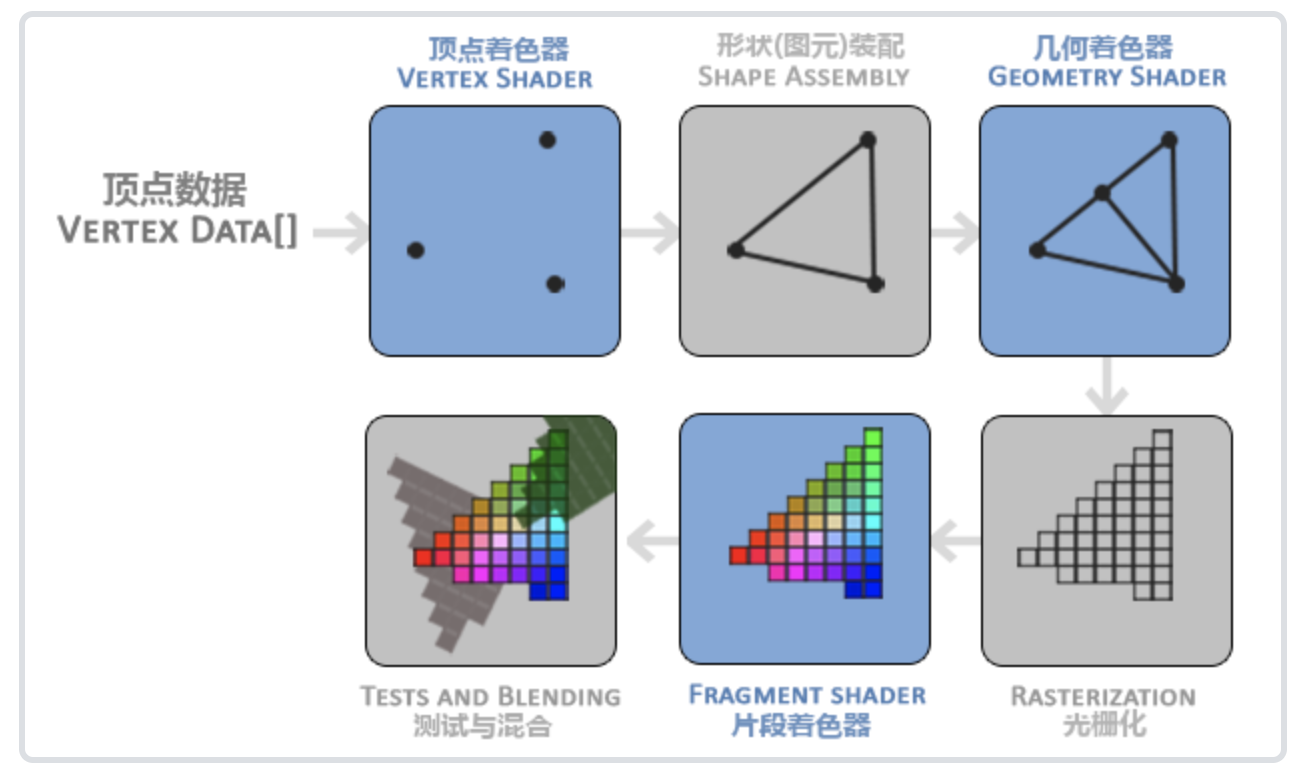 顶点数据
VERTEX DATA[]
顶点着色器
VERTEX SHADER
形状(图元)装配
SHAPE ASSEMBLY
几何着色器
GEOMETRY SHADER
RASTERIZATION
光栅化
FRAGMENT SHADER
片段着色器
TESTS AND BLENDING
测试与混合